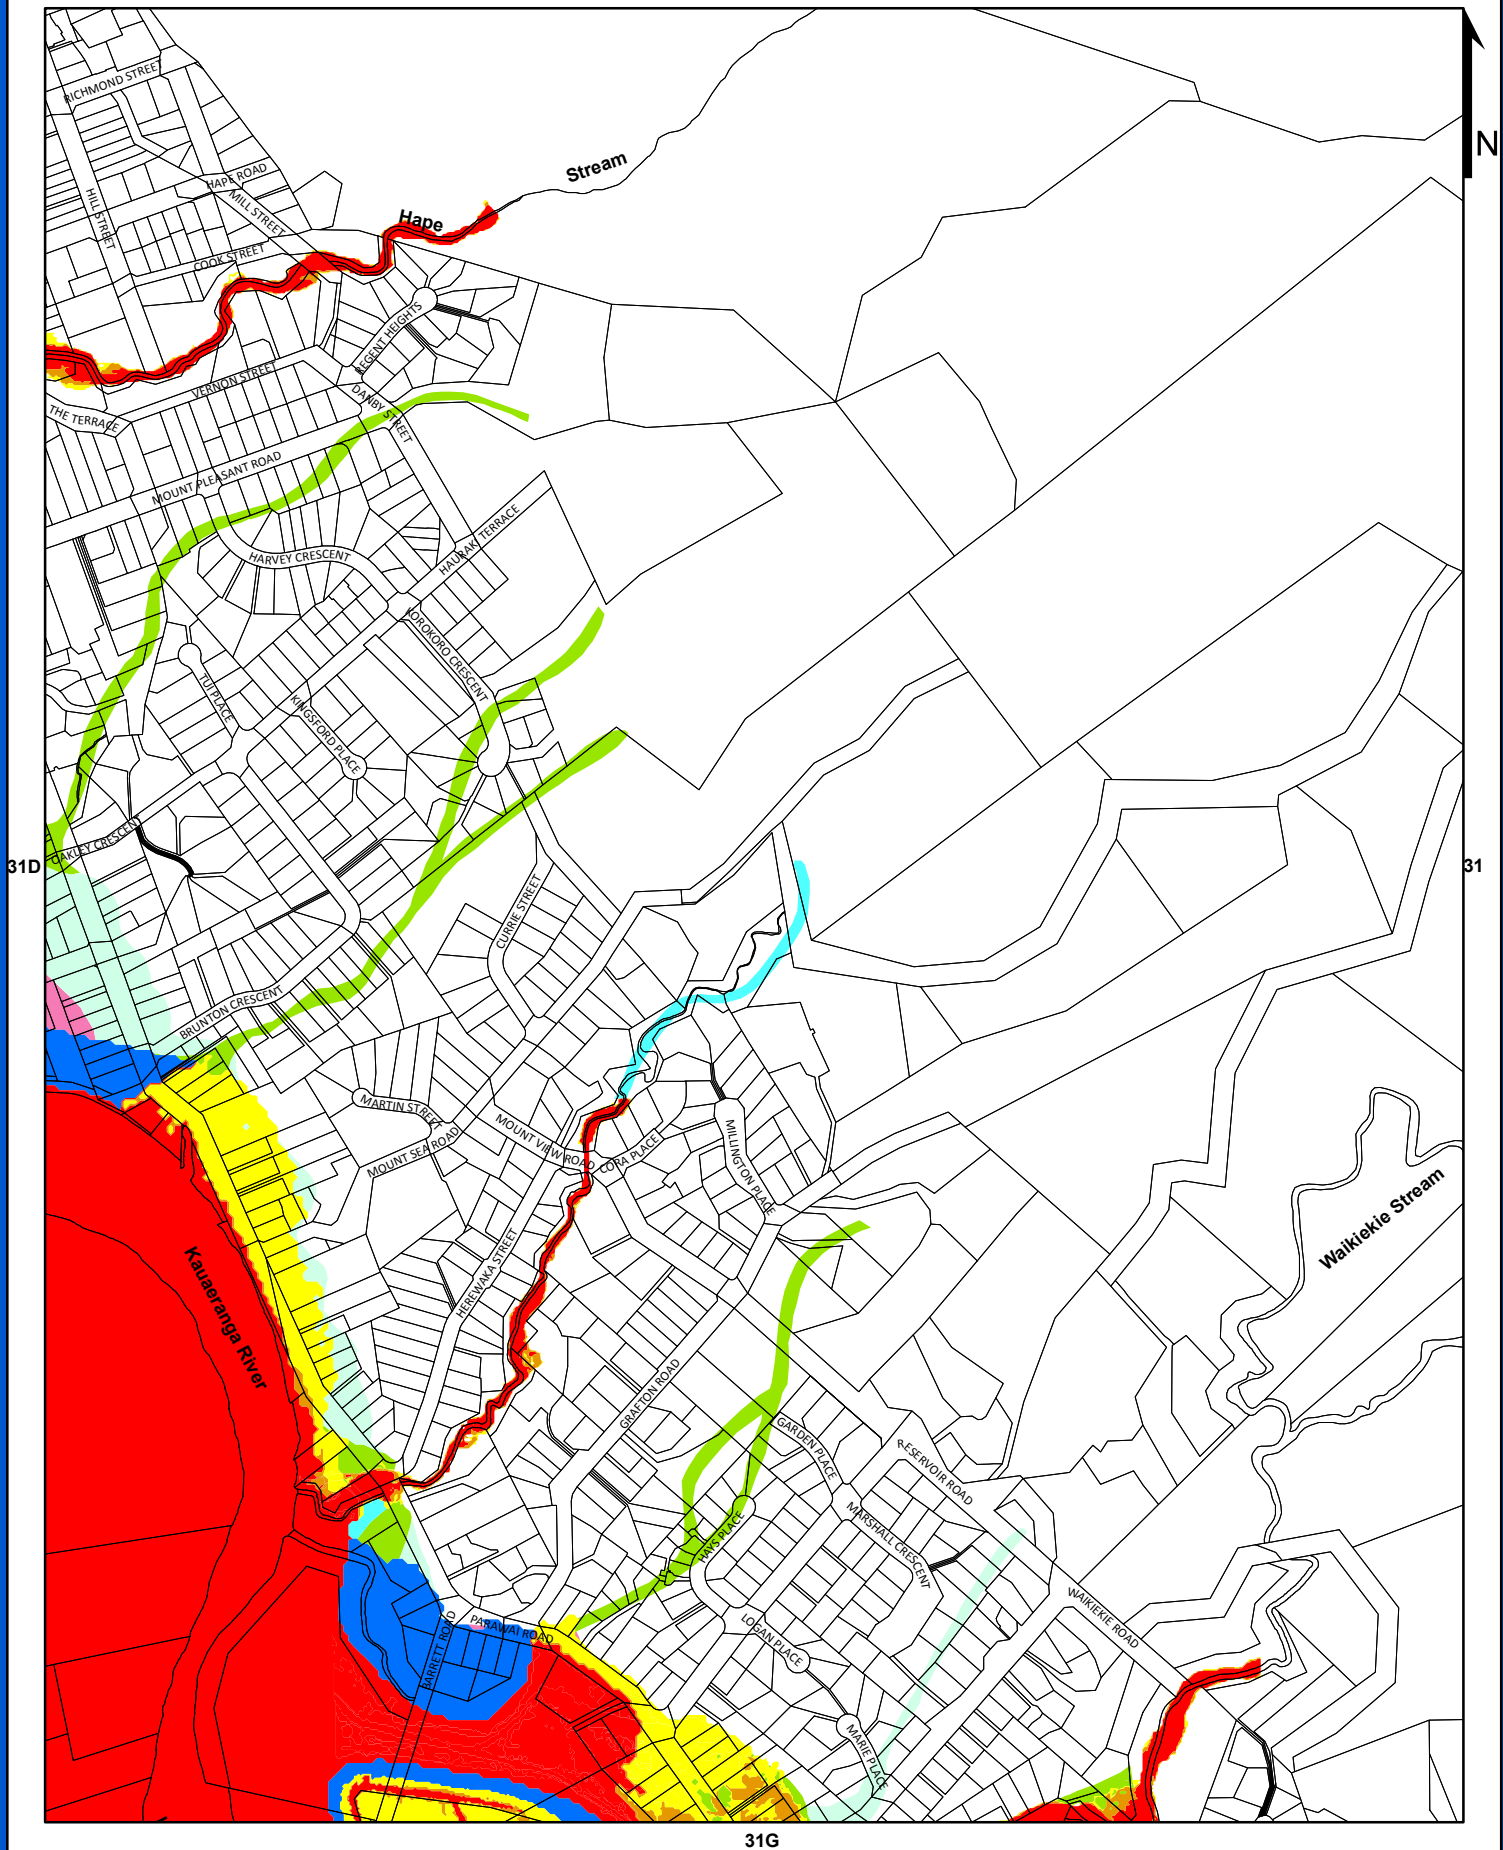 RICHMOND STREET
N
Stream
HAPE ROAD
HILL STREET
MILL STREET
Hape
COOK STREET
REGENT HEIGHTS
VERNON STREET
DANBY STREET
THE TERRACE
MOUNT PLEASANT ROAD
HAURAKI TERRACE
HARVEY CRESCENT
KOROKORO CRESCENT
TUI PLACE
KINGSFORD PLACE
OAKLEY CRESCENT
31D
31
CURRIE STREET
BRUNTON CRESCENT
MARTIN STREET
MOUNT VIEW ROAD
MOUNT SEA ROAD
CORA PLACE
MILLINGTON PLACE
Waikiekie Stream
HEREWAKA STREET
Kauaeranga River
GRAFTON ROAD
GARDEN PLACE
RESERVOIR ROAD
MARSHALL CRESCENT
HAYS PLACE
WAIKIEKIE ROAD
PARAWAI ROAD
LOGAN PLACE
BARRETT ROAD
MARIE PLACE
31G